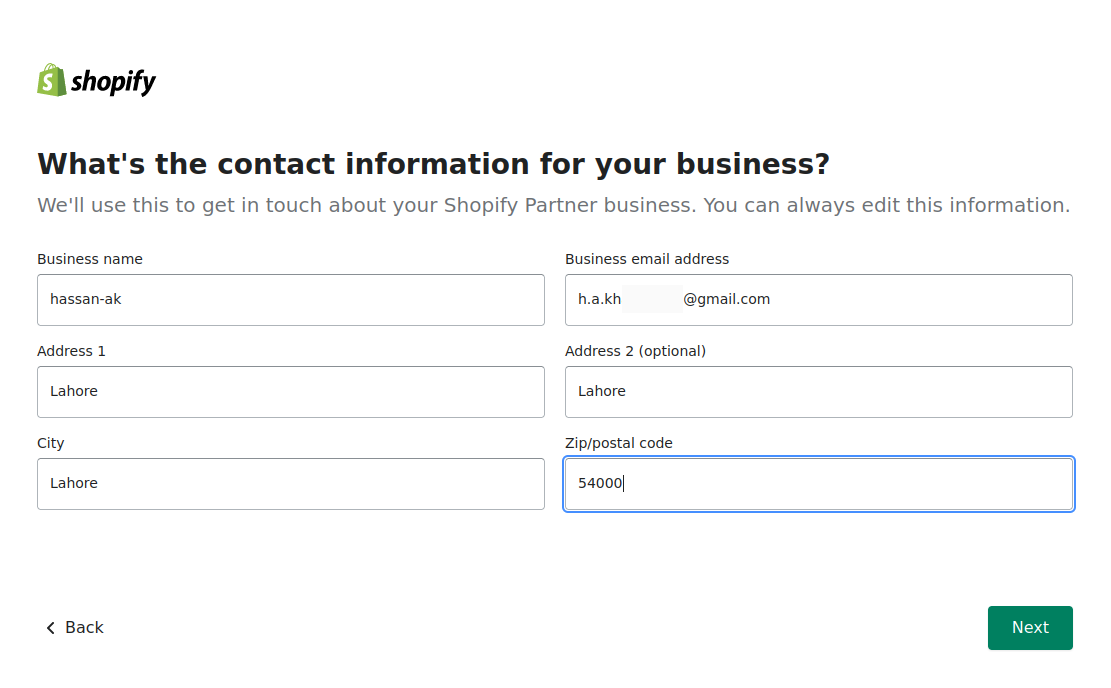 shopify
What's the contact information for your business?
We'll use this to get in touch about your Shopify Partner business. You can always edit this information.
Business name
Business email address
hassan-ak
h.a.kh @gmail.com
Address 1
Address 2 (optional)
Lahore
Lahore
City
Zip/postal code
Lahore
54000
Back
Next